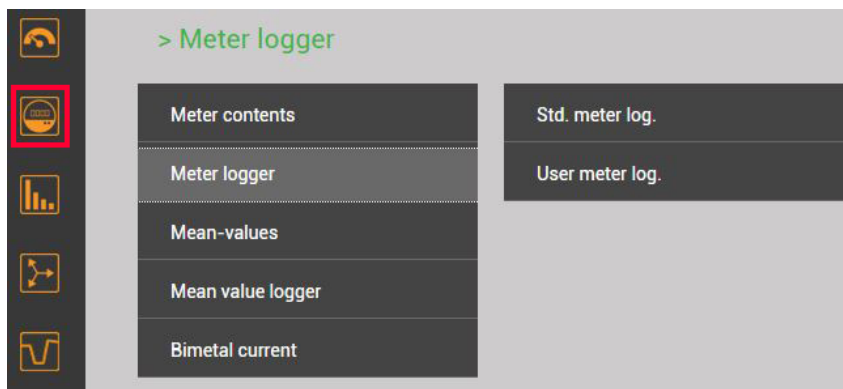 > Meter logger
Meter contents
Std. meter log.
Meter logger
User meter log.
Mean-values
Mean value logger
Bimetal current